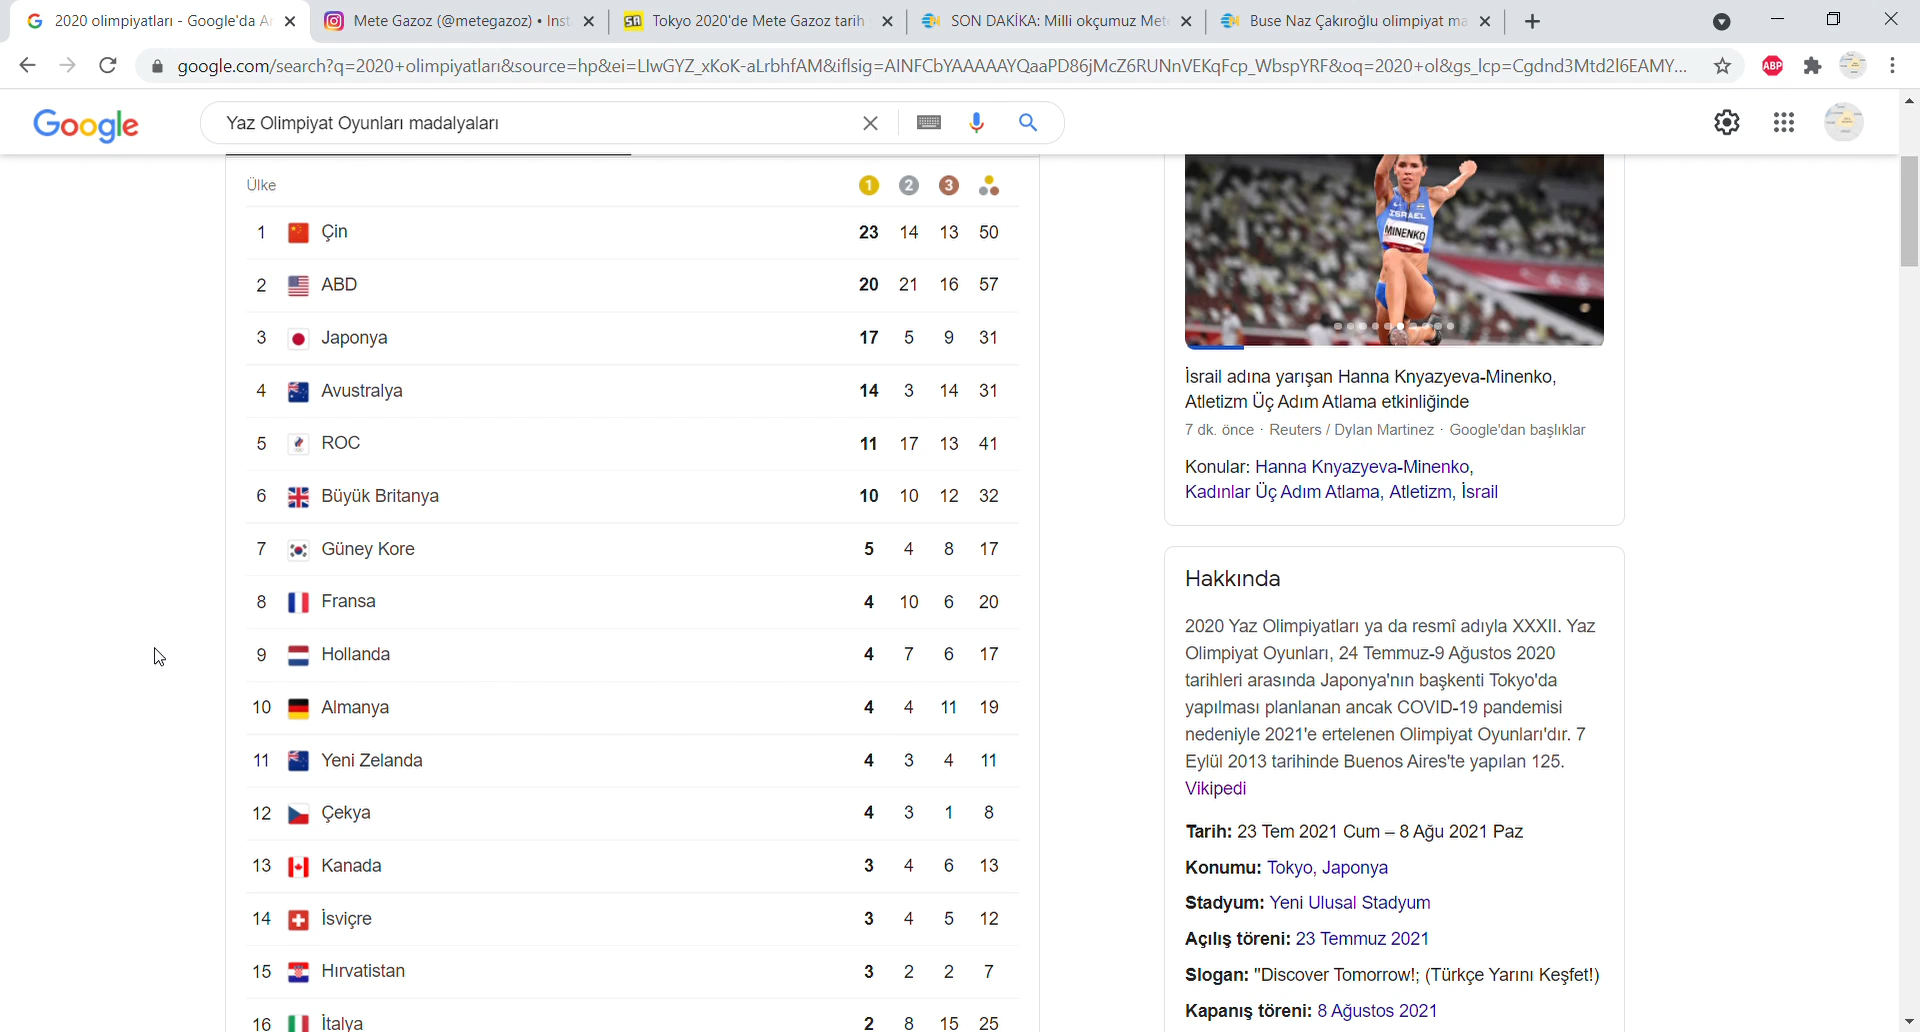 2020 olimpiyatları - Google'da Ar
Mete Gazoz (@metegazoz) • Inst
Tokyo 2020'de Mete Gazoz tarih
SON DAKİKA: Milli okçumuz Mete
Buse Naz Çakıroğlu olimpiyat ma
google.com/search?q=2020+olimpiyatları&source=hp&ei=LIwGYZ_xKoK-aLrbhfAM&iflsig=AINFCbYAAAAAYQaaPD86jMcZ6RUNnVEKqFcp_WbspYRF&oq=2020+ol&gs_lcp=Cgdnd3Mtd2l6EAMY...
ABP
Google
Yaz Olimpiyat Oyunları madalyaları
Ülke 1 2 3
1 Çin 23 14 13 50
2 ABD 20 21 16 57
3 Japonya 17 5 9 31
4 Avustralya 14 3 14 31
5 ROC 11 17 13 41
6 Büyük Britanya 10 10 12 32
7 Güney Kore 5 4 8 17
8 Fransa 4 10 6 20
9 Hollanda 4 7 6 17
10 Almanya 4 4 11 19
11 Yeni Zelanda 4 3 4 11
12 Çekya 4 3 1 8
13 Kanada 3 4 6 13
14 İsviçre 3 4 5 12
15 Hırvatistan 3 2 2 7
16 İtalya 2 8 15 25
ISRAEL
MINENKO
İsrail adına yarışan Hanna Knyazyeva-Minenko,
Atletizm Üç Adım Atlama etkinliğinde
7 dk. önce · Reuters / Dylan Martinez · Google'dan başlıklar
Konular: Hanna Knyazyeva-Minenko,
Kadınlar Üç Adım Atlama, Atletizm, İsrail
Hakkında
2020 Yaz Olimpiyatları ya da resmî adıyla XXXII. Yaz
Olimpiyat Oyunları, 24 Temmuz-9 Ağustos 2020
tarihleri arasında Japonya'nın başkenti Tokyo'da
yapılması planlanan ancak COVID-19 pandemisi
nedeniyle 2021'e ertelenen Olimpiyat Oyunları'dır. 7
Eylül 2013 tarihinde Buenos Aires'te yapılan 125.
Vikipedi
Tarih: 23 Tem 2021 Cum – 8 Ağu 2021 Paz
Konumu: Tokyo, Japonya
Stadyum: Yeni Ulusal Stadyum
Açılış töreni: 23 Temmuz 2021
Slogan: "Discover Tomorrow!; (Türkçe Yarını Keşfet!)
Kapanış töreni: 8 Ağustos 2021